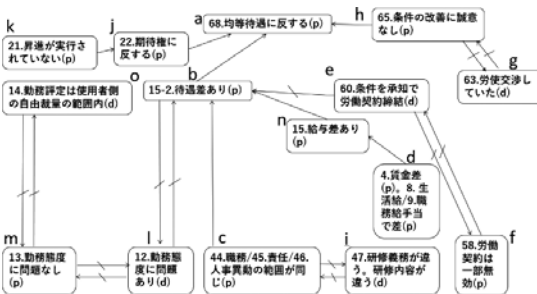 k
21.昇進が実行さ
れていない(p)
j
22.期待権に
反する(p)
a
68.均等待遇に反する(p)
h
65.条件の改善に誠意
なし(p)
g
63.労使交渉し
ていた(d)
14.勤務評定は使用者側
の自由裁量の範囲内(d)
o
b
15-2.待遇差あり(p)
e
60.条件を承知で
労働契約締結(d)
n
15.給与差あり
(p)
d
4.賃金差
(p)。8. 生
活給/9.職
務給手当
で差(p)
m
13.勤務態度
に問題なし
(p)
l
12.勤務態
度に問題
あり(d)
c
44.職務/45.責任/46.
人事異動の範囲が同
じ(p)
i
47.研修義務が違
う。研修内容が
違う(d)
58.労働
契約は
一部無
効(p)
f